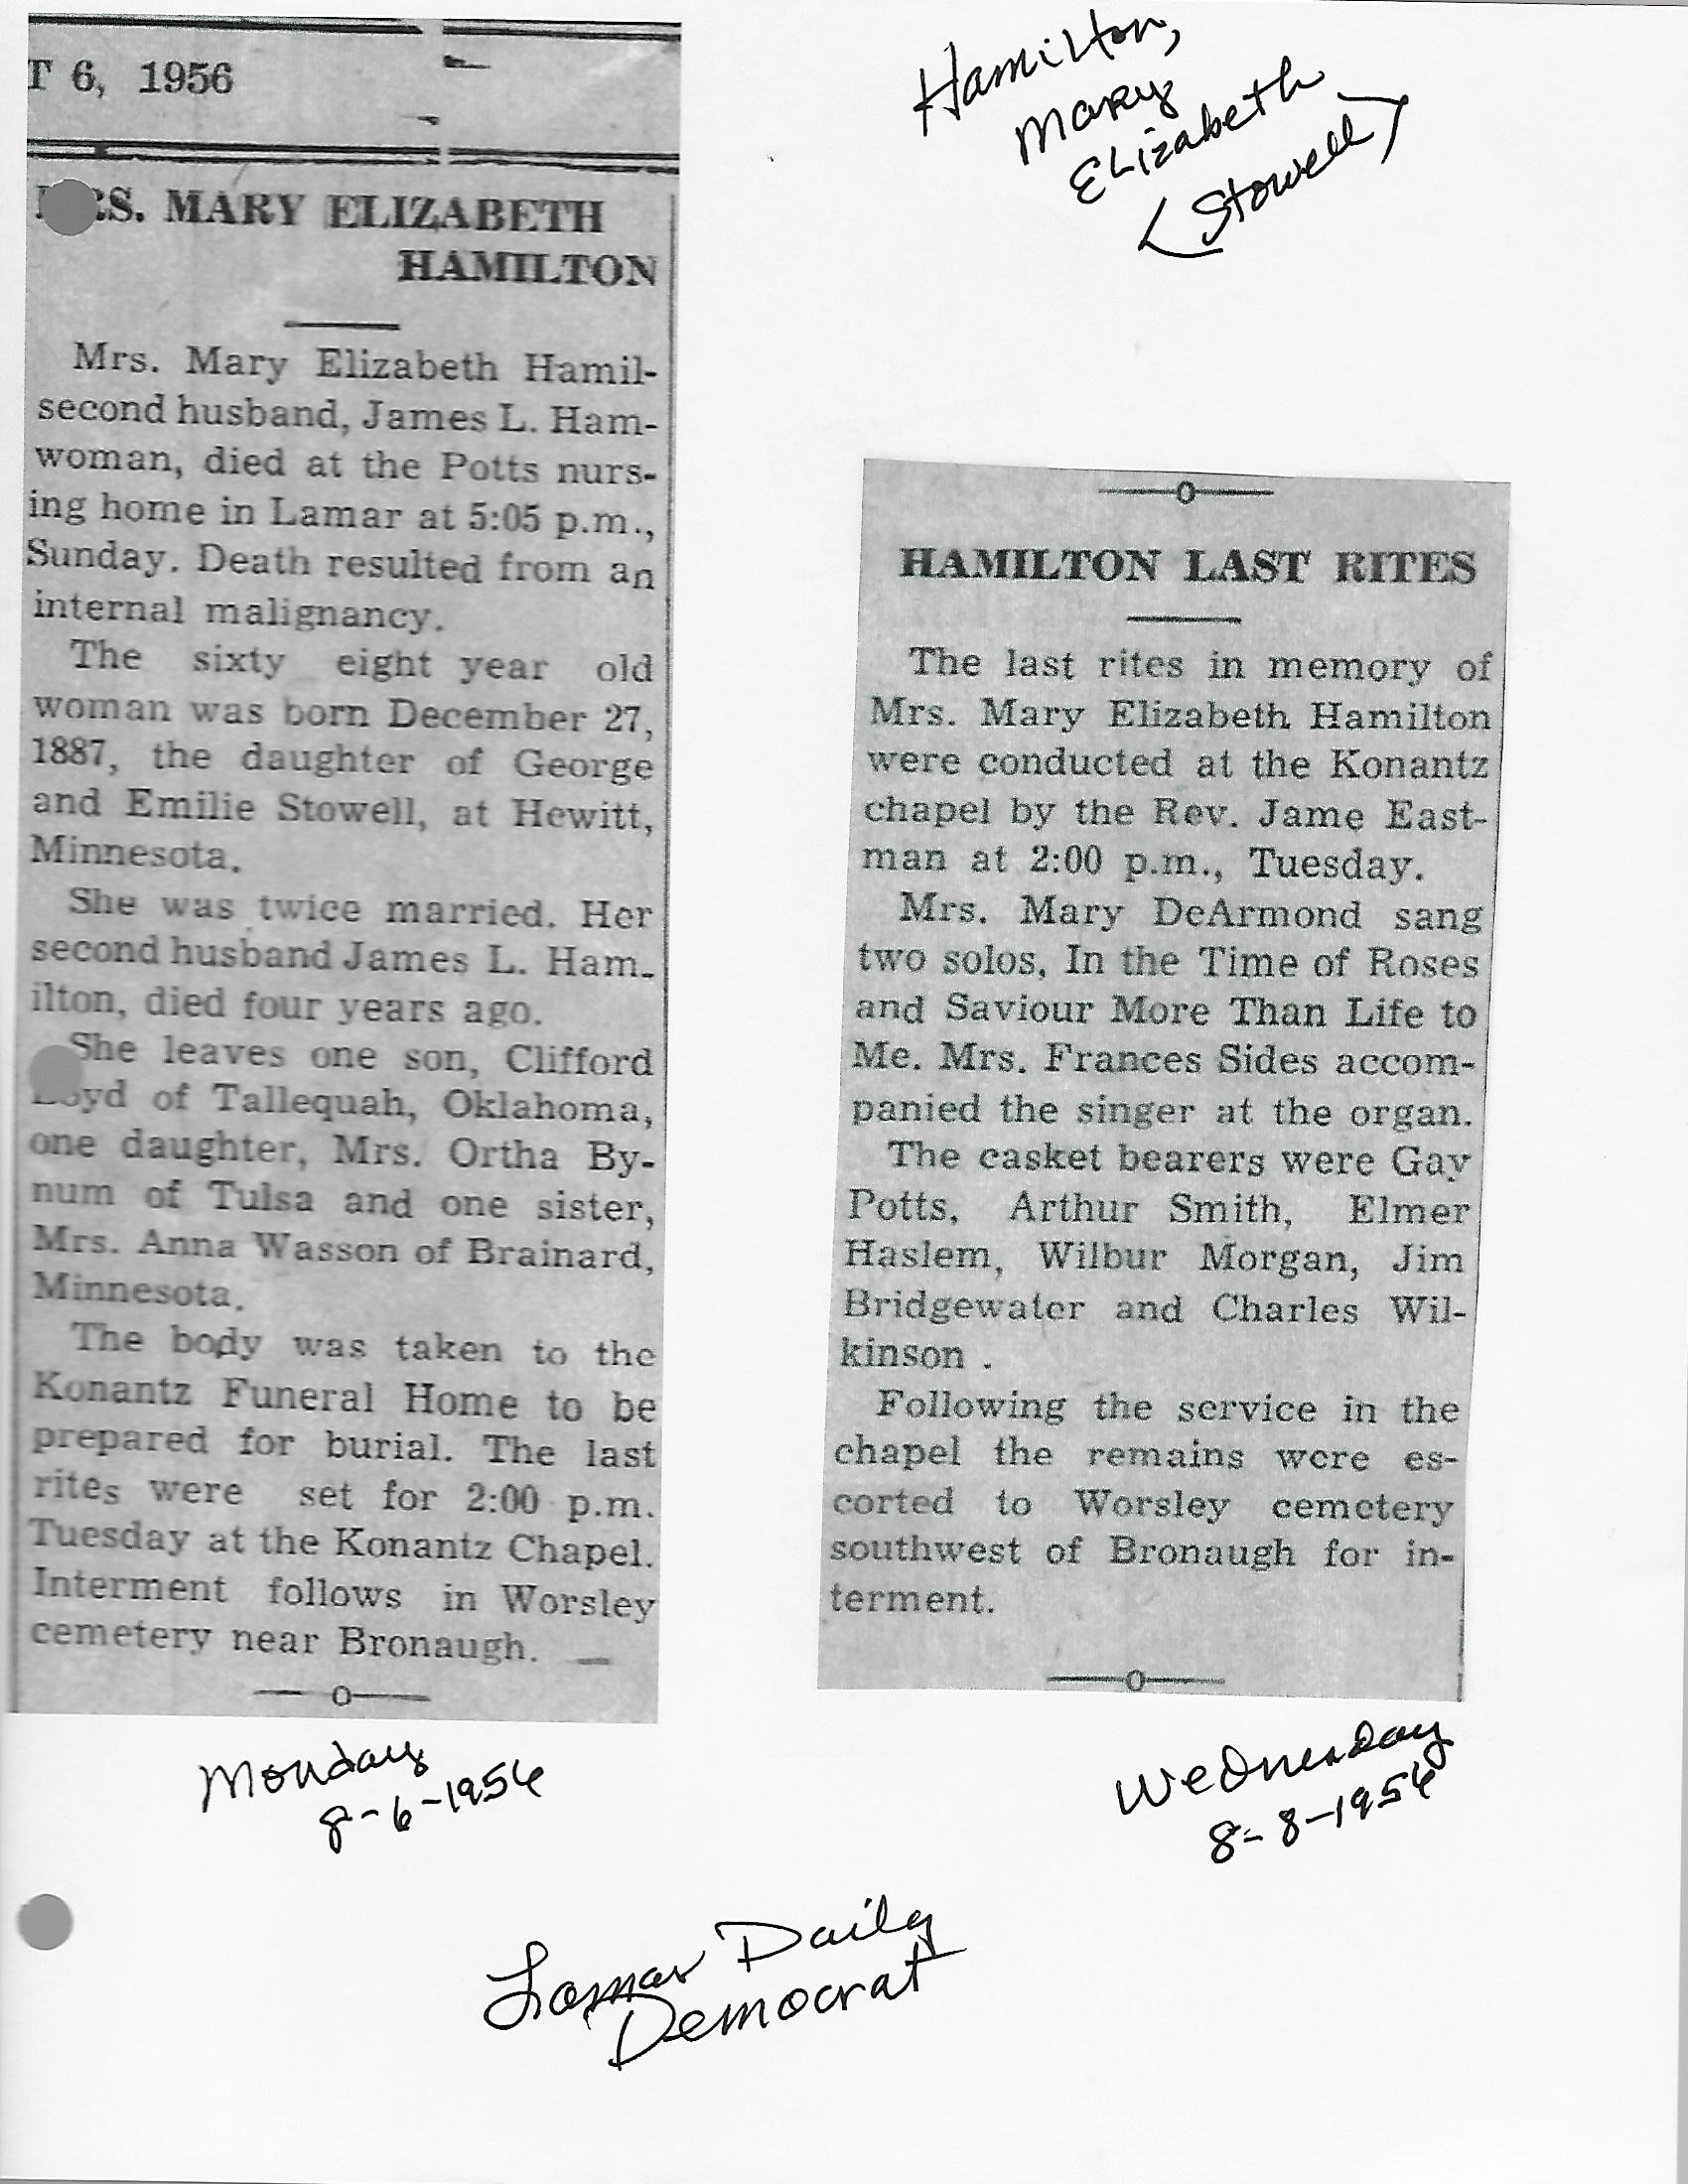 T 6, 1956
MRS. MARY ELIZABETH
HAMILTON
Mrs. Mary Elizabeth Hamil-
second husband, James L. Ham-
woman, died at the Potts nurs-
ing home in Lamar at 5:05 p.m.,
Sunday. Death resulted from an
internal malignancy.
The sixty eight year old
woman was born December 27,
1887, the daughter of George
and Emilie Stowell, at Hewitt,
Minnesota.
She was twice married. Her
second husband James L. Ham-
ilton, died four years ago.
She leaves one son, Clifford
of Tallequah, Oklahoma,
one daughter, Mrs. Ortha By-
num of Tulsa and one sister,
Mrs. Anna Wasson of Brainard,
Minnesota.
The body was taken to the
Konantz Funeral Home to be
prepared for burial. The last
rites were set for 2:00 p.m.
Tuesday at the Konantz Chapel.
Interment follows in Worsley
cemetery near Bronaugh.
Monday
8-6-1956
Hamilton,
Mary
Elizabeth
(Stowell)
HAMILTON LAST RITES
The last rites in memory of
Mrs. Mary Elizabeth Hamilton
were conducted at the Konantz
chapel by the Rev. Jame East-
man at 2:00 p.m., Tuesday.
Mrs. Mary DeArmond sang
two solos, In the Time of Roses
and Saviour More Than Life to
Me. Mrs. Frances Sides accom-
panied the singer at the organ.
The casket bearers were Gay
Potts, Arthur Smith, Elmer
Haslem, Wilbur Morgan, Jim
Bridgewater and Charles Wil-
kinson .
Following the service in the
chapel the remains were es-
corted to Worsley cemetery
southwest of Bronaugh for in-
terment.
Wednesday
8-8-1956
Lamar Daily
Democrat